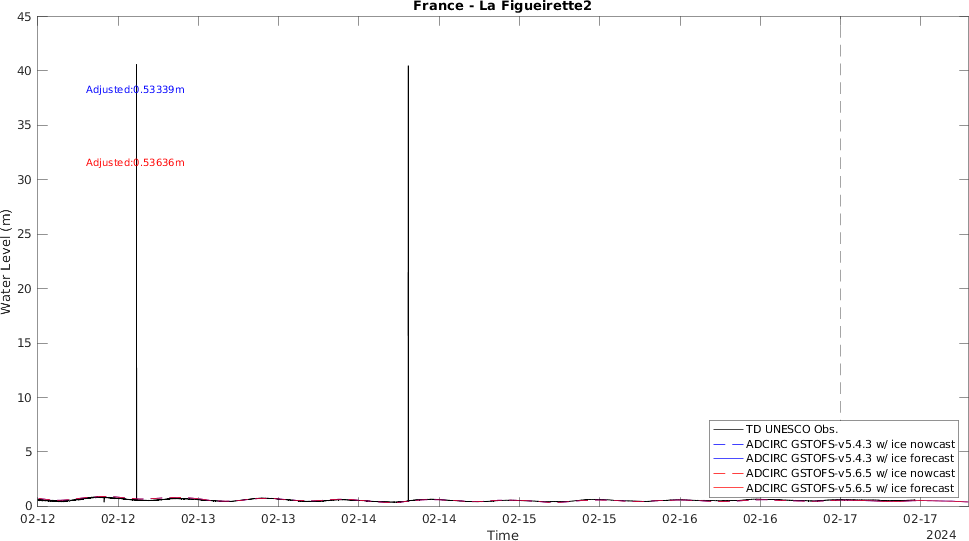 France - La Figueirette2
45
40
35
30
25
20
15
10
5
0
Water Level (m)
Adjusted:0.53339m
Adjusted:0.53636m
TD UNESCO Obs.
ADCIRC GSTOFS-v5.4.3 w/ ice nowcast
ADCIRC GSTOFS-v5.4.3 w/ ice forecast
ADCIRC GSTOFS-v5.6.5 w/ ice nowcast
ADCIRC GSTOFS-v5.6.5 w/ ice forecast
02-12 02-12 02-13 02-13 02-14 02-14 02-15 02-15 02-16 02-16 02-17 02-17
2024
Time